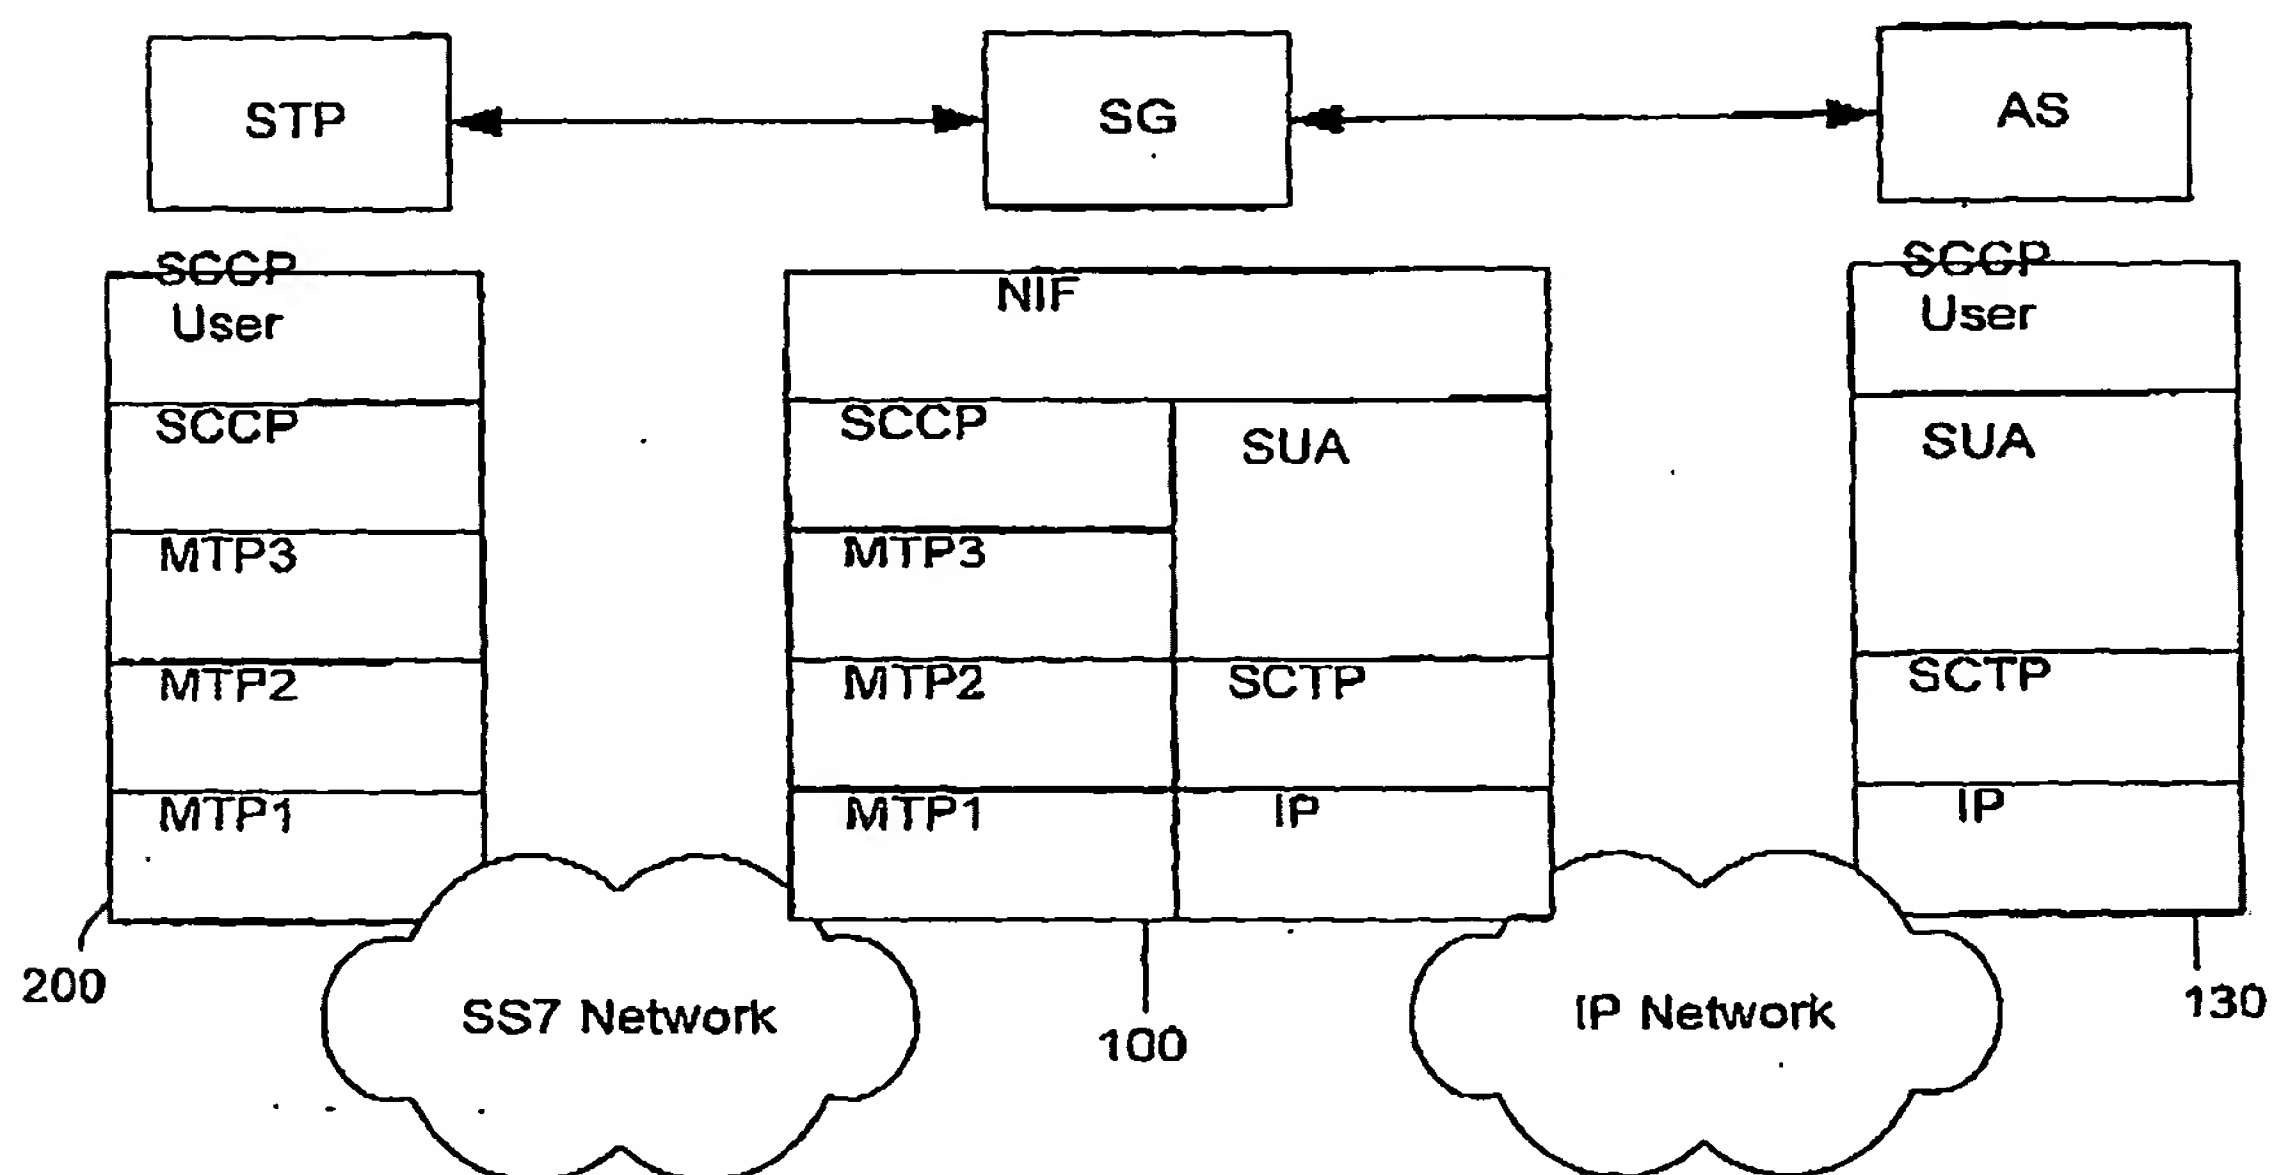 STP
SG
AS
SCCP
User
SCCP
MTP3
MTP2
MTP1
200
NIF
SCCP
MTP3
MTP2
MTP1
SUA
SCTP
IP
100
SCCP
User
SUA
SCTP
IP
130
SS7 Network
IP Network